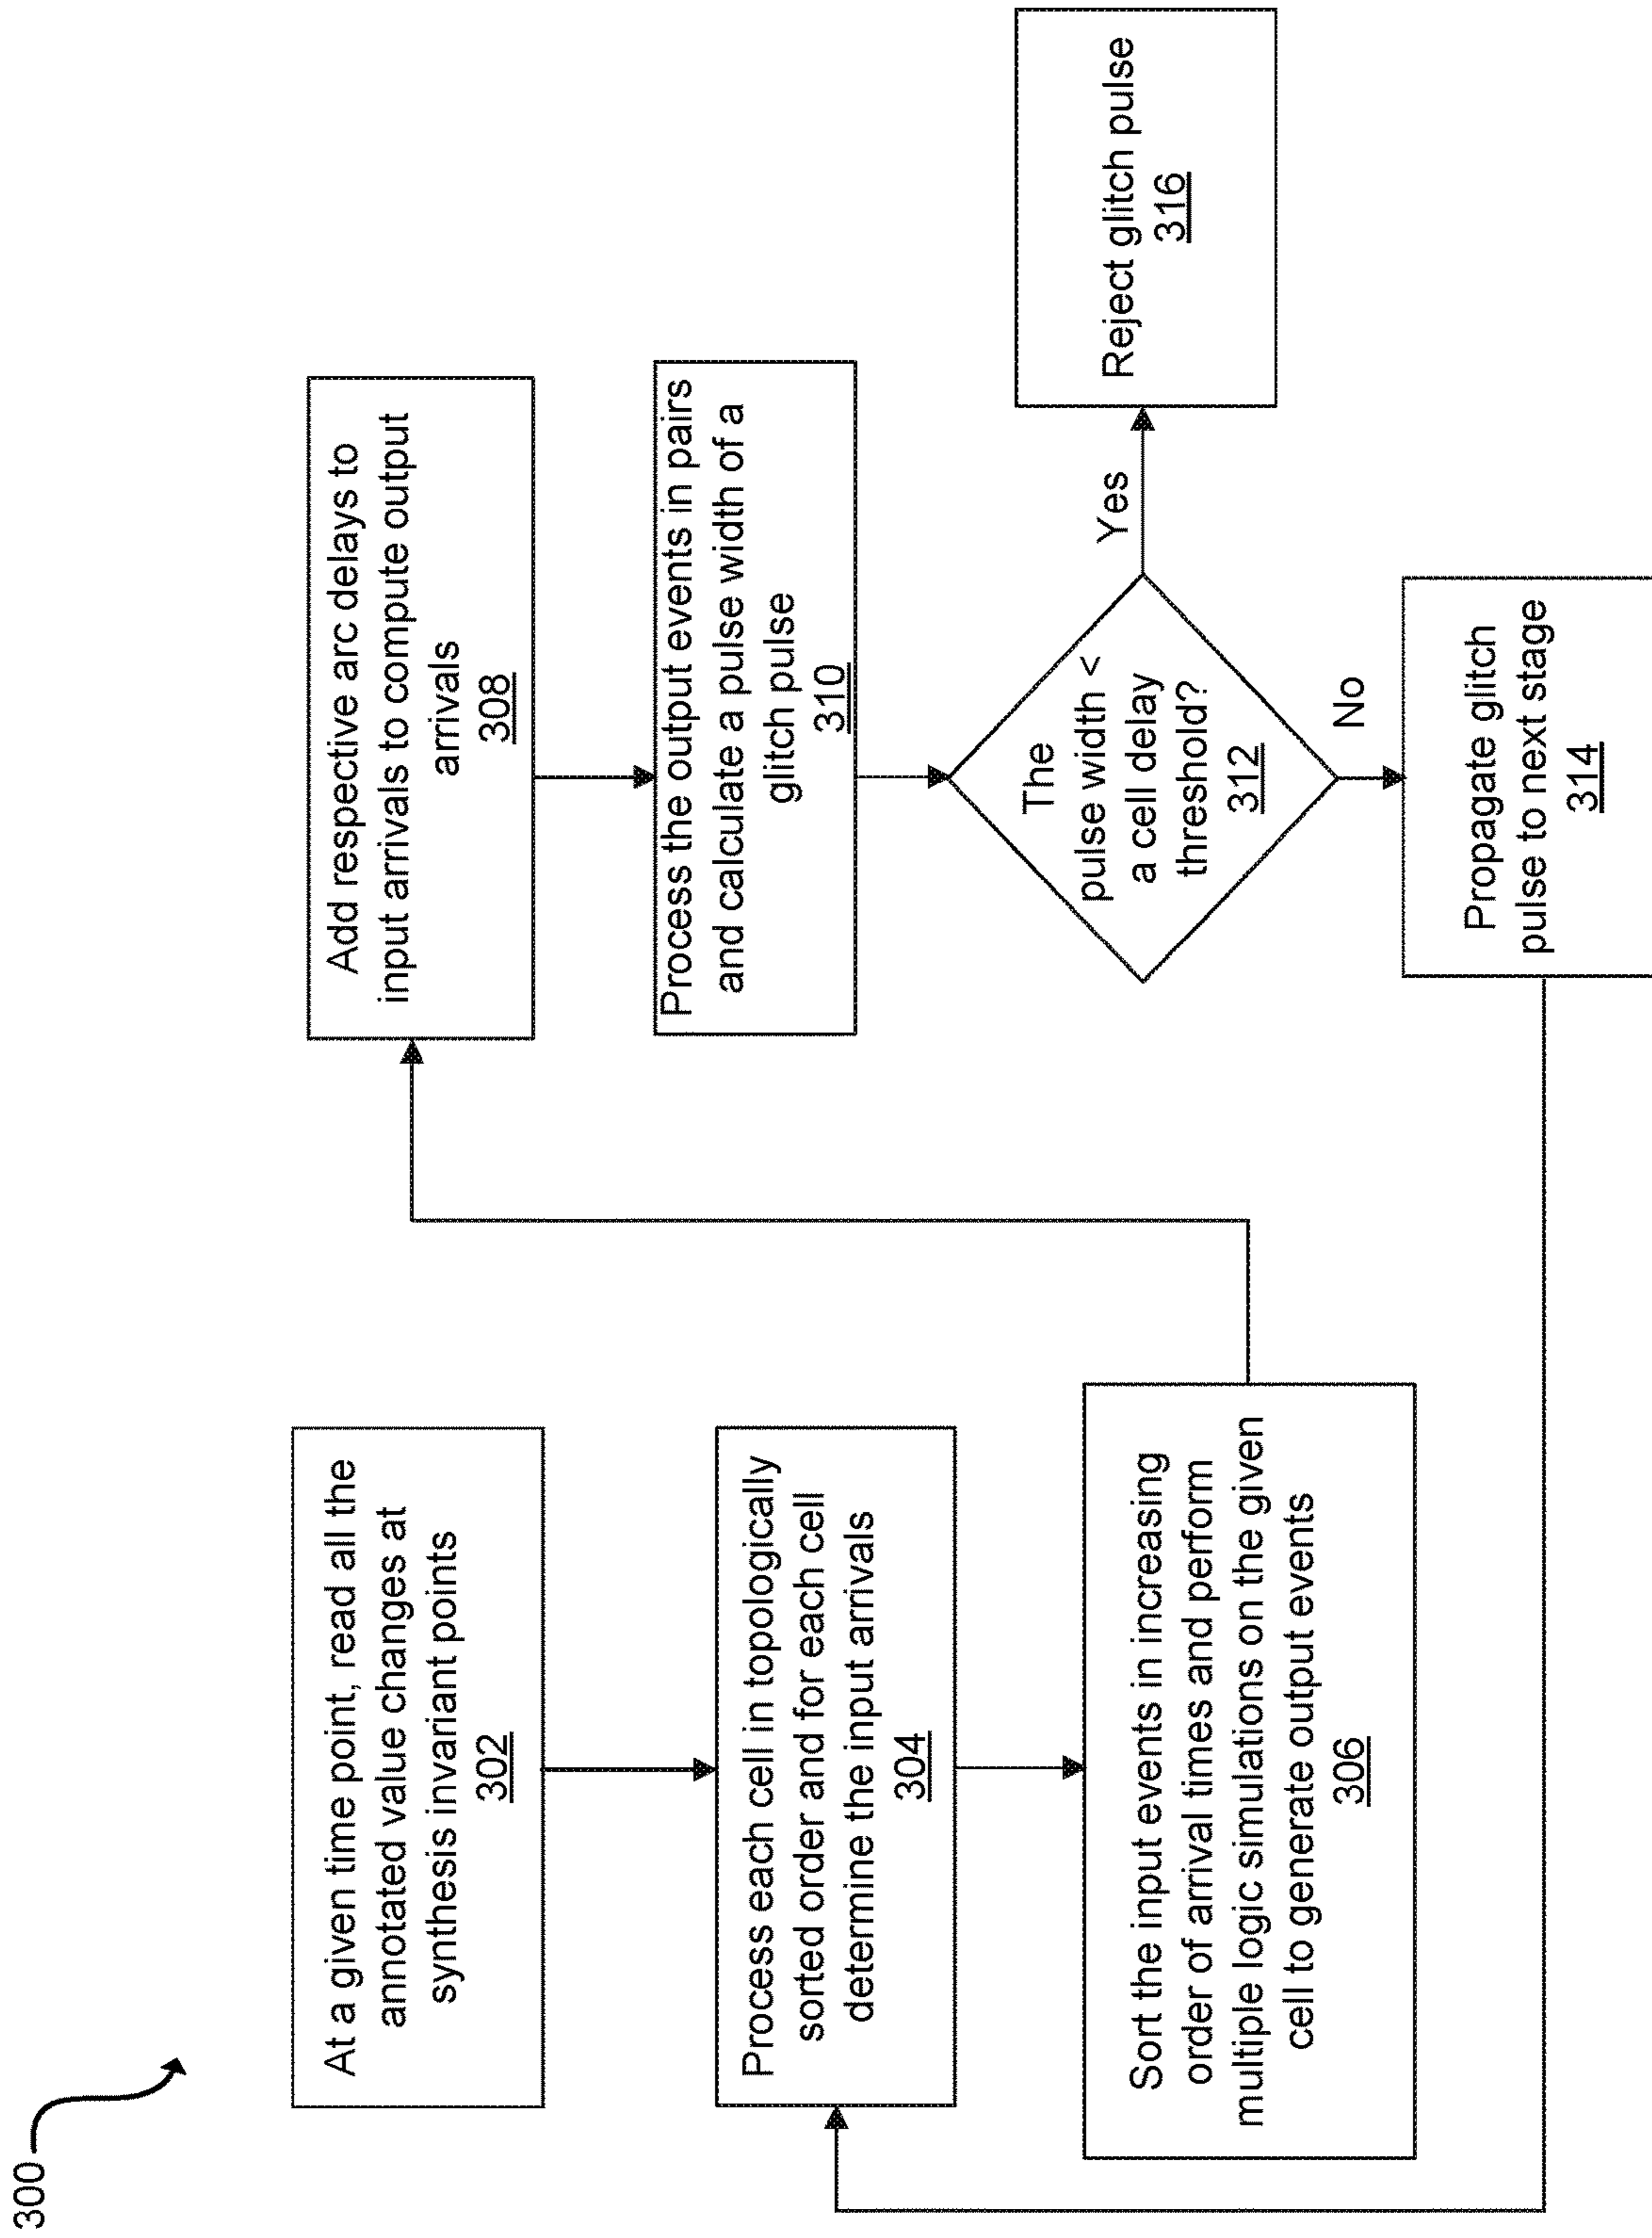 300
At a given time point, read all the
annotated value changes at
synthesis invariant points
302
Process each cell in topologically
sorted order and for each cell
determine the input arrivals
304
Sort the input events in increasing
order of arrival times and perform
multiple logic simulations on the given
cell to generate output events
306
Add respective arc delays to
input arrivals to compute output
arrivals
308
Process the output events in pairs
and calculate a pulse width of a
glitch pulse
310
The
pulse width <
a cell delay
threshold?
312
Yes
Reject glitch pulse
316
No
Propagate glitch
pulse to next stage
314